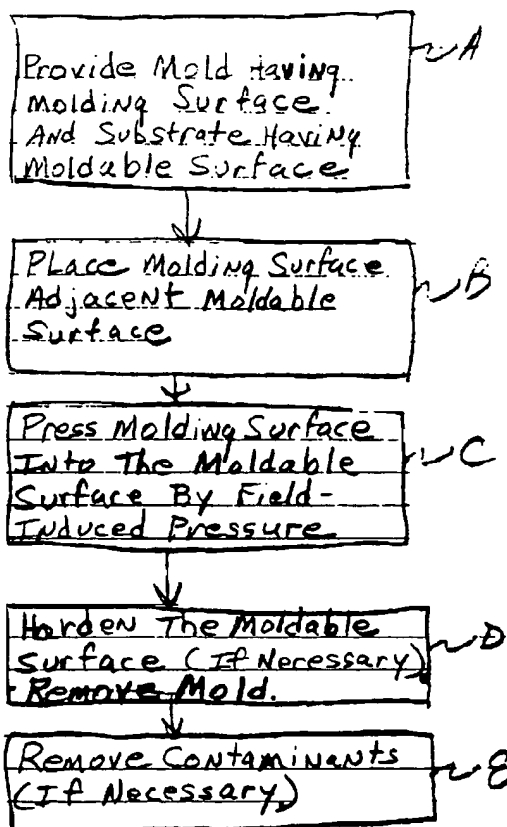 A
Provide Mold Having
Molding Surface
And Substrate Having
Moldable Surface
Place Molding Surface
Adjacent Moldable
Surface
B
Press Molding Surface
Into The Moldable
Surface By Field-
Induced Pressure
C
Harden The Moldable
Surface (If Necessary)
Remove Mold.
D
Remove Contaminants
(If Necessary)
E